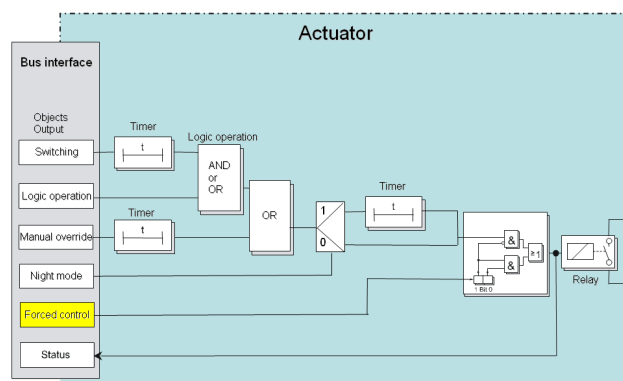 Actuator
Bus interface
Objects
Output
Timer
Logic operation
Switching
t
AND
or
OR
Timer
Logic operation
OR
1
0
t
Timer
Manual override
t
&
≥1
&
Night mode
1 Bit 0
Relay
Forced control
Status